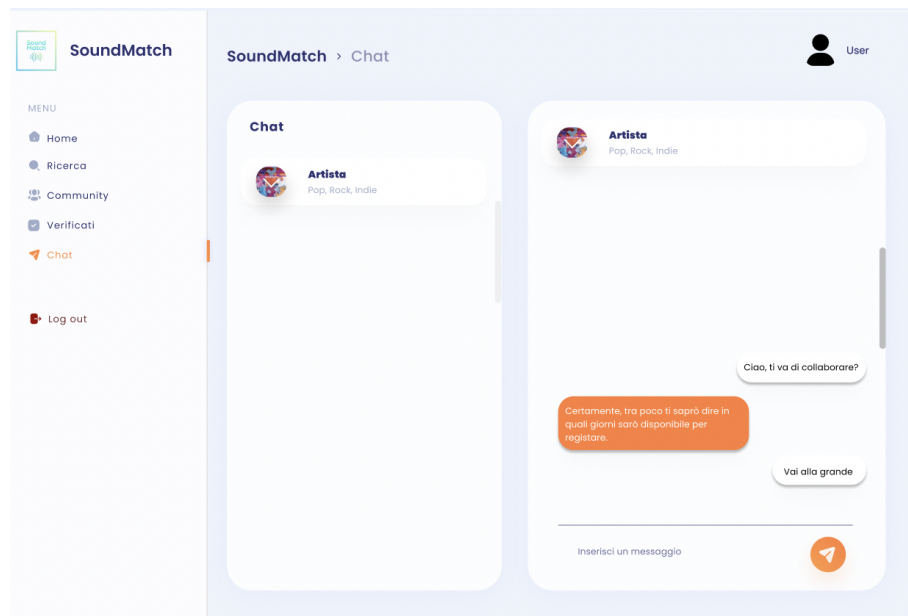 Sound
Match
SoundMatch
SoundMatch > Chat
User
MENU
Home
Ricerca
Community
Verificati
Chat
Log out
Chat
Artista
Pop, Rock, Indie
Artista
Pop, Rock, Indie
Ciao, ti va di collaborare?
Certamente, tra poco ti saprò dire in
quali giorni sarò disponibile per
registare.
Vai alla grande
Inserisci un messaggio